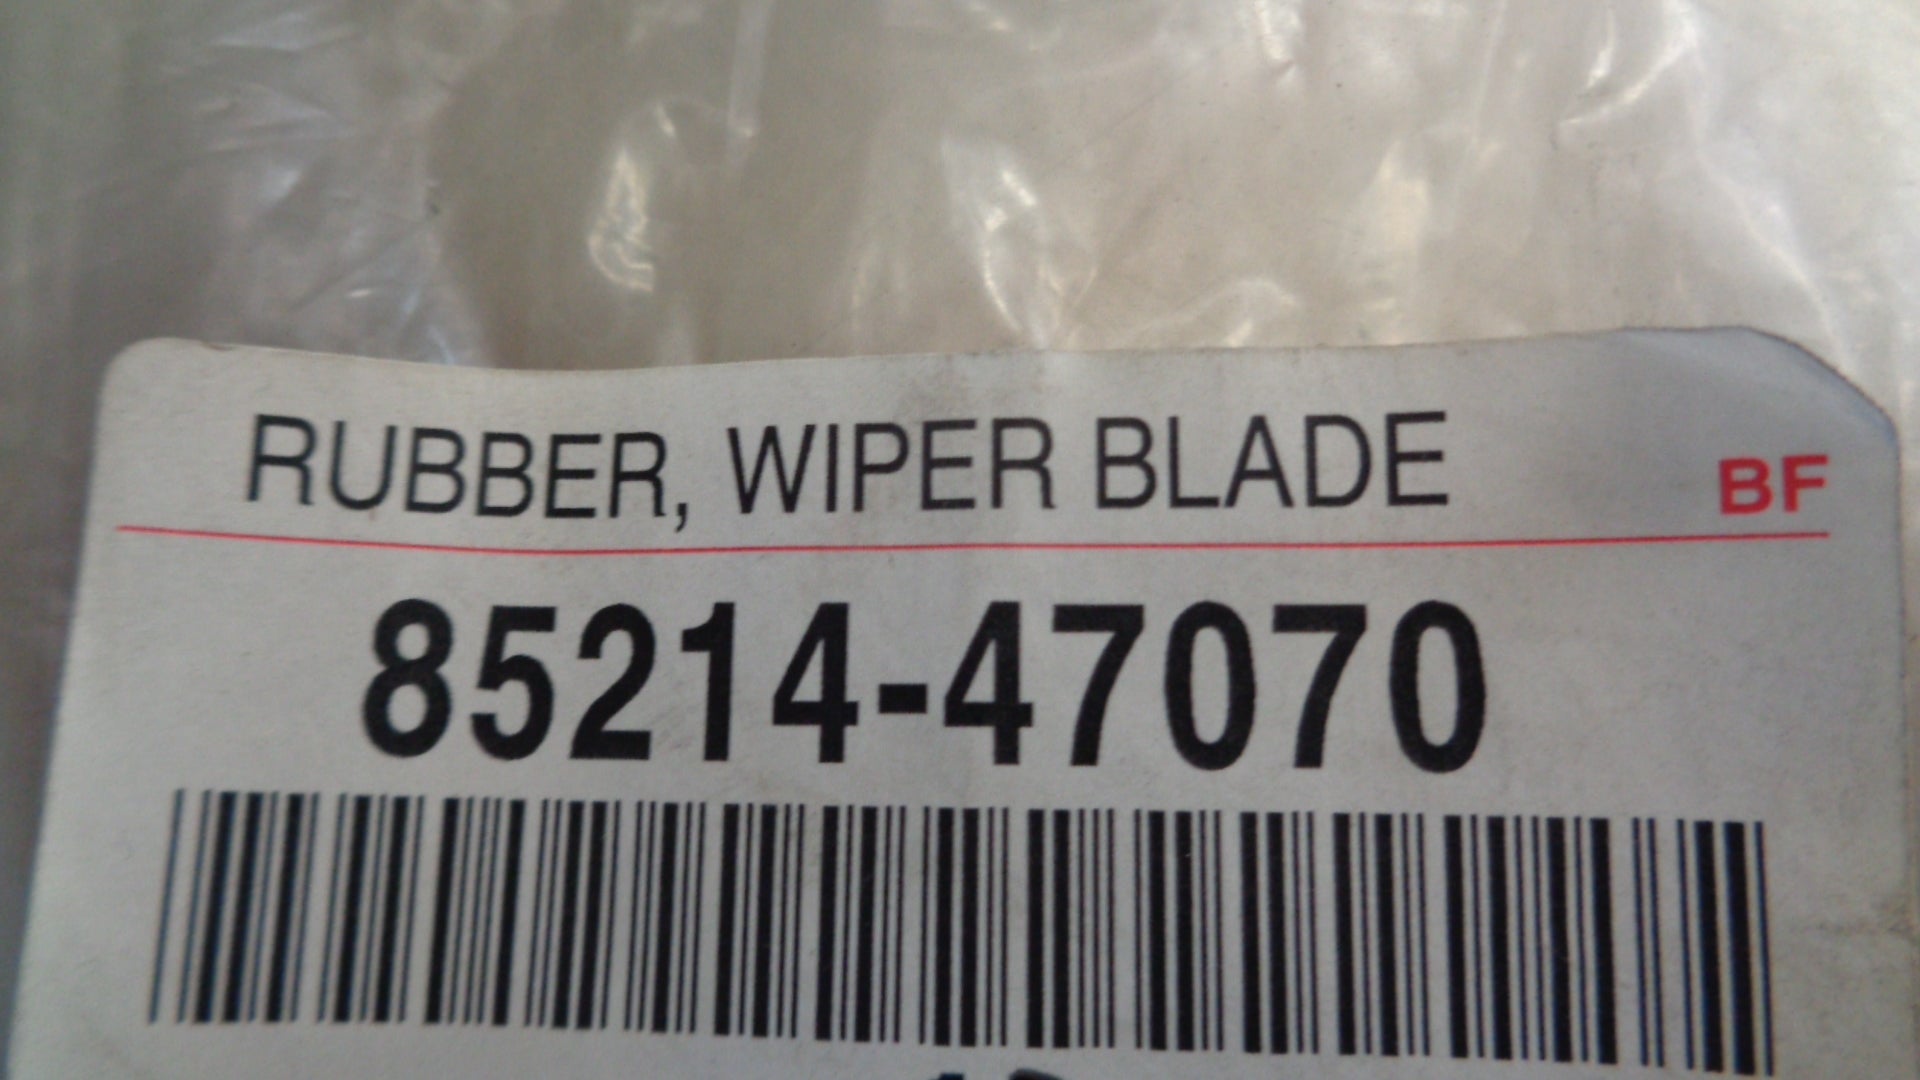 RUBBER, WIPER BLADE BF
85214-47070